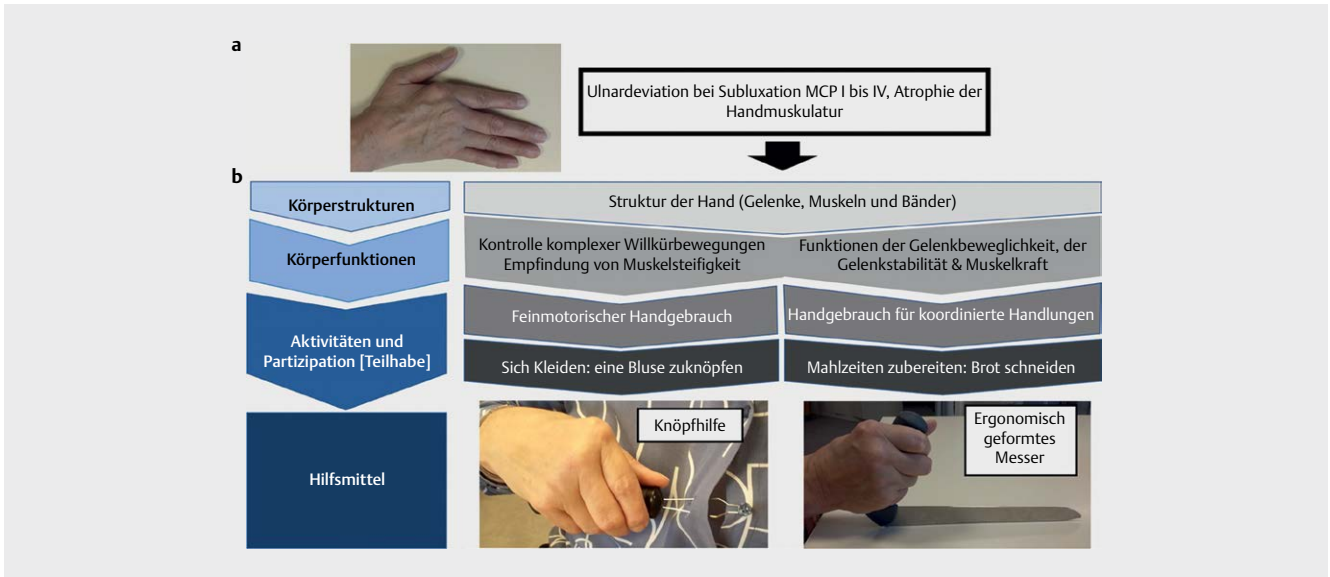 a
Ulnardeviation bei Subluxation MCP I bis IV, Atrophie der
Handmuskulatur
b
Körperstrukturen
Struktur der Hand (Gelenke, Muskeln und Bänder)
Körperfunktionen
Kontrolle komplexer Willkürbewegungen
Empfindung von Muskelsteifigkeit
Funktionen der Gelenkbeweglichkeit, der
Gelenkstabilität & Muskelkraft
Aktivitäten und
Partizipation [Teilhabe]
Feinmotorischer Handgebrauch
Handgebrauch für koordinierte Handlungen
Sich Kleiden: eine Bluse zuknöpfen
Mahlzeiten zubereiten: Brot schneiden
Hilfsmittel
Knöpfhilfe
Ergonomisch
geformtes
Messer